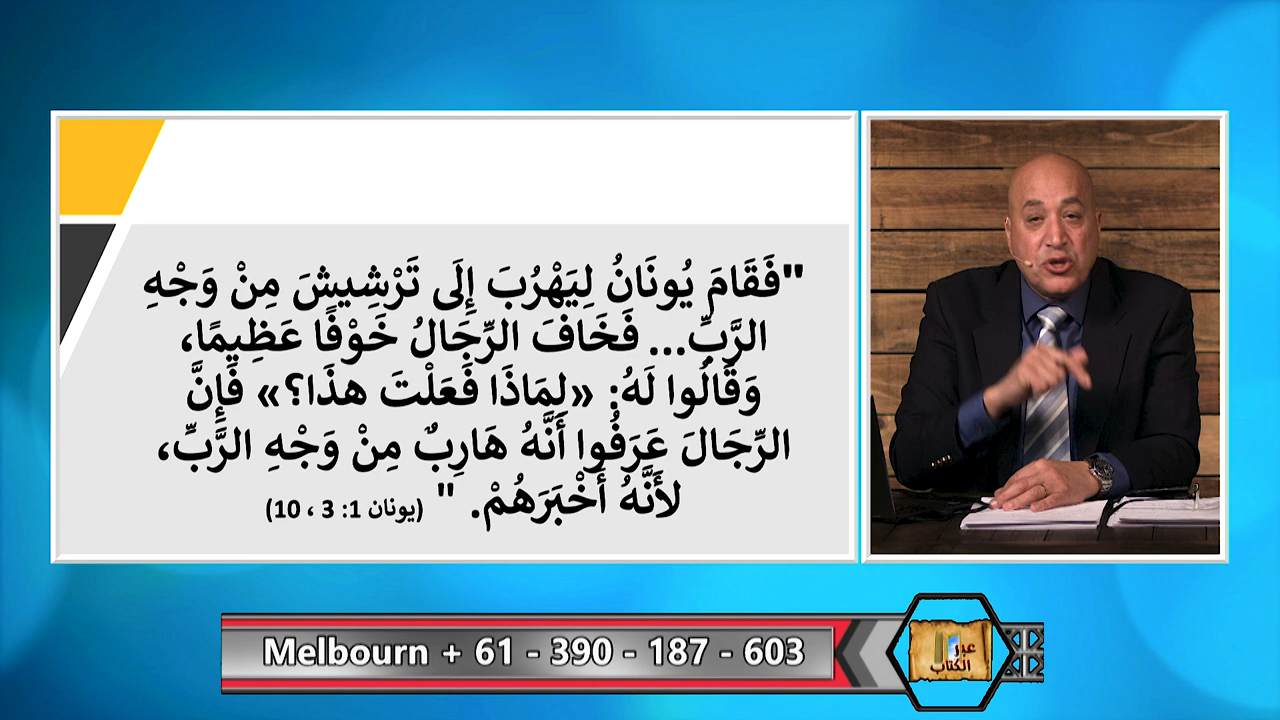 "فَقَامَ يُونَانُ لِيَهْرُبَ إِلَى تَرْشِيشَ مِنْ وَجْهِ
الرَّبِّ... فَخَافَ الرِّجَالُ خَوْفًا عَظِيمًا،
وَقَالُوا لَهُ: «لِمَاذَا فَعَلْتَ هذَا؟» فَإِنَّ
الرِّجَالَ عَرَفُوا أَنَّهُ هَارِبٌ مِنْ وَجْهِ الرَّبِّ،
لأَنَّهُ أَخْبَرَهُمْ. " (يونان 1: 3 ، 10)
Melbourn + 61 - 390 - 187 - 603
عبر
الكتاب